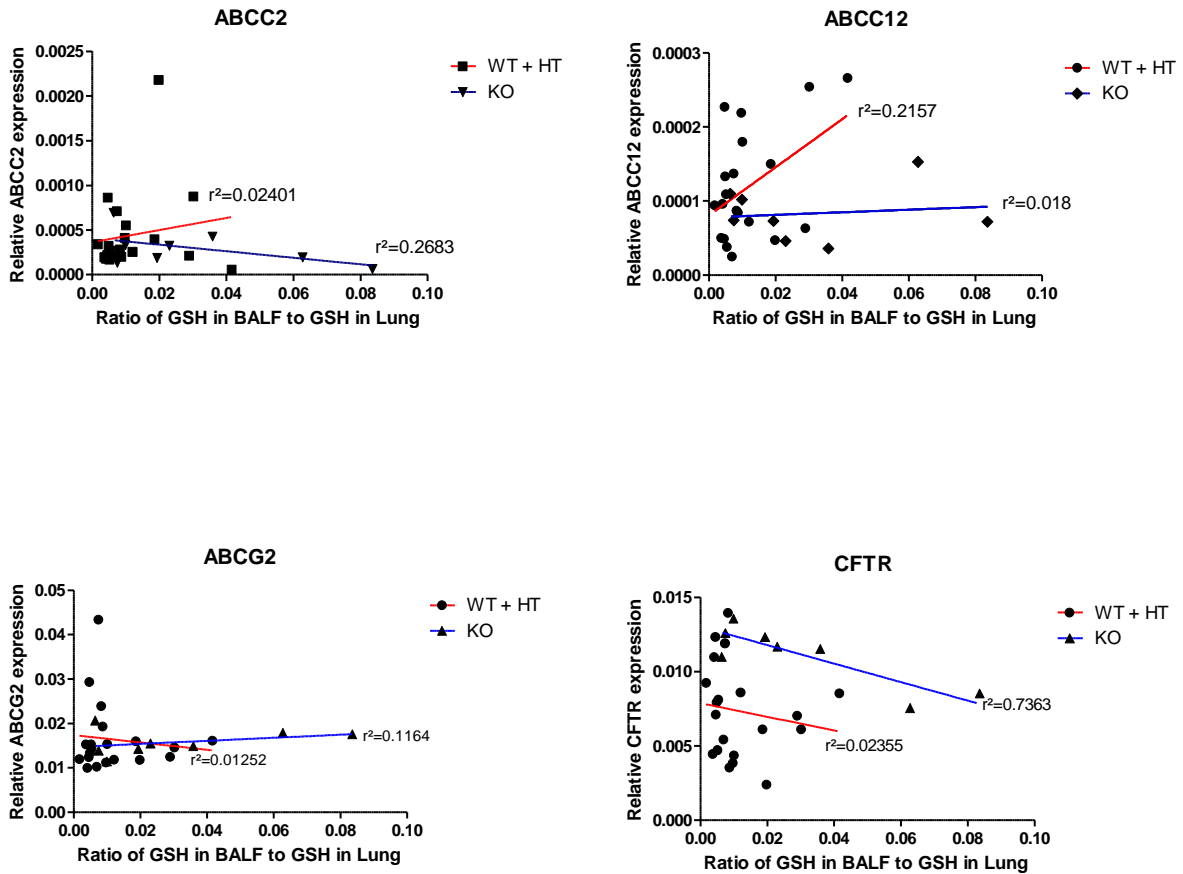 ABCC2
Relative ABCC2 expression
0.0025
0.0020
0.0015
0.0010
0.0005
0.0000
0.00 0.02 0.04 0.06 0.08 0.10
Ratio of GSH in BALF to GSH in Lung
r²=0.02401
r²=0.2683
WT + HT
KO
ABCC12
Relative ABCC12 expression
0.0003
0.0002
0.0001
0.0000
0.00 0.02 0.04 0.06 0.08 0.10
Ratio of GSH in BALF to GSH in Lung
r²=0.2157
r²=0.018
WT + HT
KO
ABCG2
Relative ABCG2 expression
0.05
0.04
0.03
0.02
0.01
0.00
0.00 0.02 0.04 0.06 0.08 0.10
Ratio of GSH in BALF to GSH in Lung
r²=0.1164
r²=0.01252
WT + HT
KO
CFTR
Relative CFTR expression
0.015
0.010
0.005
0.000
0.00 0.02 0.04 0.06 0.08 0.10
Ratio of GSH in BALF to GSH in Lung
r²=0.7363
r²=0.02355
WT + HT
KO